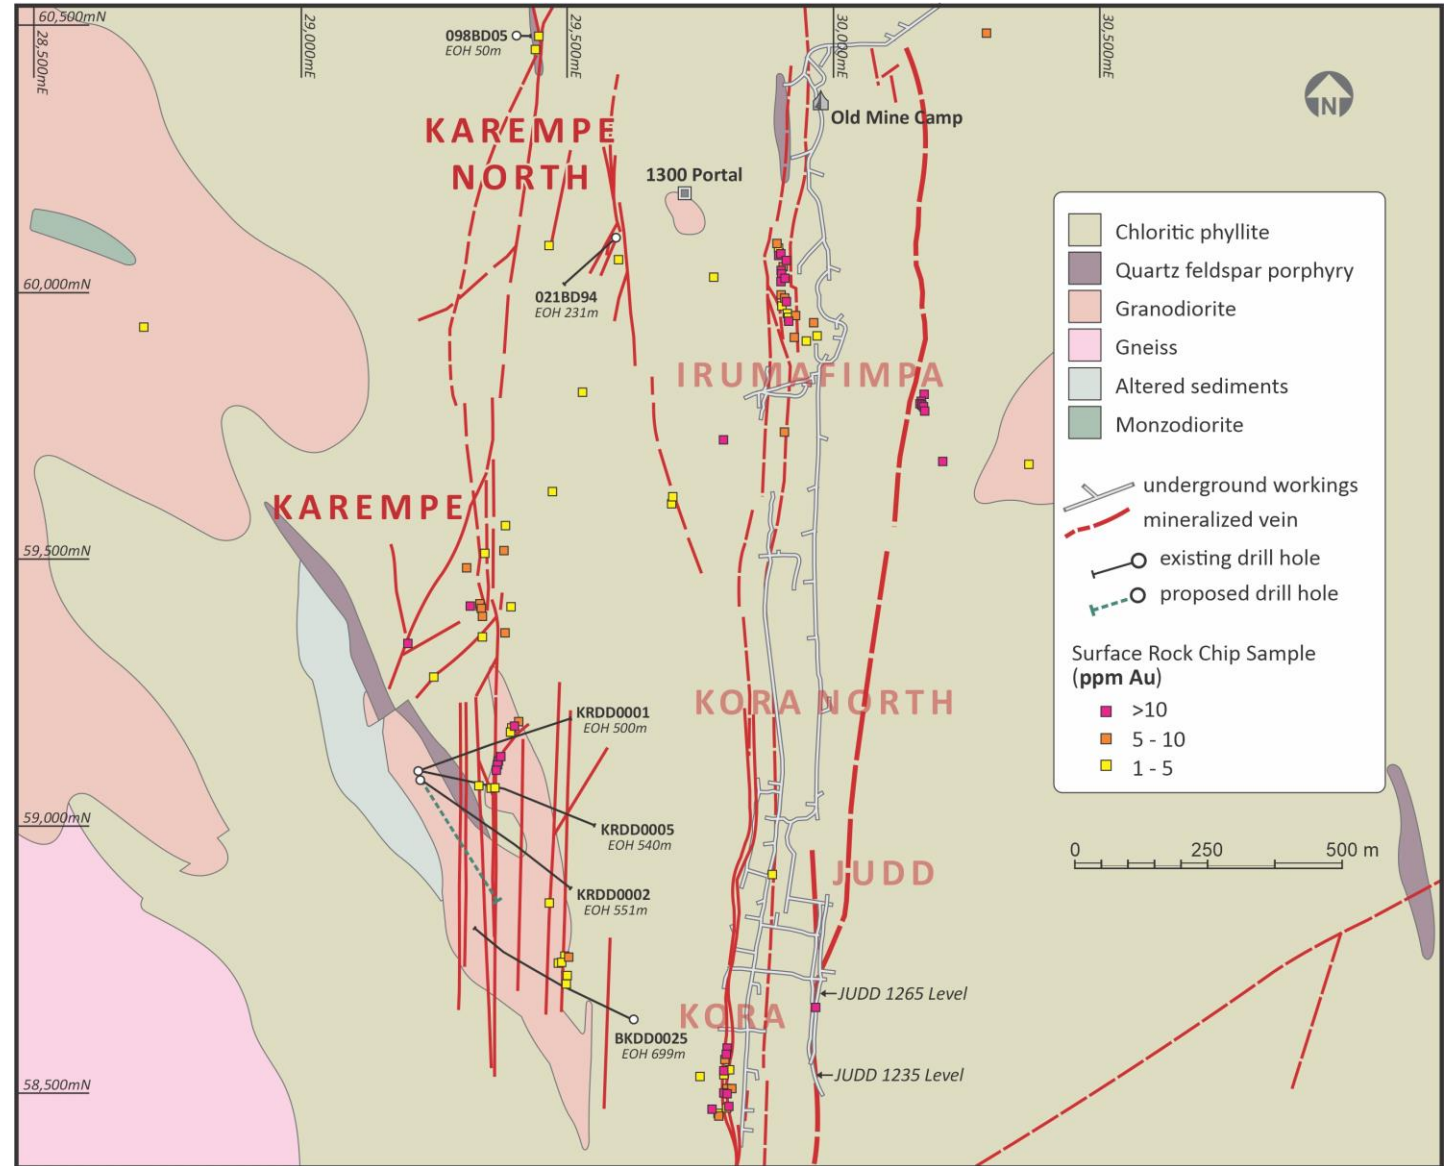 60,500mN
28,500mE
29,000mE
29,500mE
30,000mE
30,500mE
098BD05
EOH 50m
N
Old Mine Camp
KAREMPE
NORTH
1300 Portal
021BD94
EOH 231m
60,000mN
IRUMAFIMPA
KAREMPE
59,500mN
KORA NORTH
KRDD0001
EOH 500m
59,000mN
KRDD0005
EOH 540m
KRDD0002
EOH 551m
JUDD
JUDD 1265 Level
KORA
BKDD0025
EOH 699m
JUDD 1235 Level
58,500mN
Chloritic phyllite
Quartz feldspar porphyry
Granodiorite
Gneiss
Altered sediments
Monzodiorite
underground workings
mineralized vein
existing drill hole
proposed drill hole
Surface Rock Chip Sample
(ppm Au)
>10
5 - 10
1 - 5
0 250 500 m